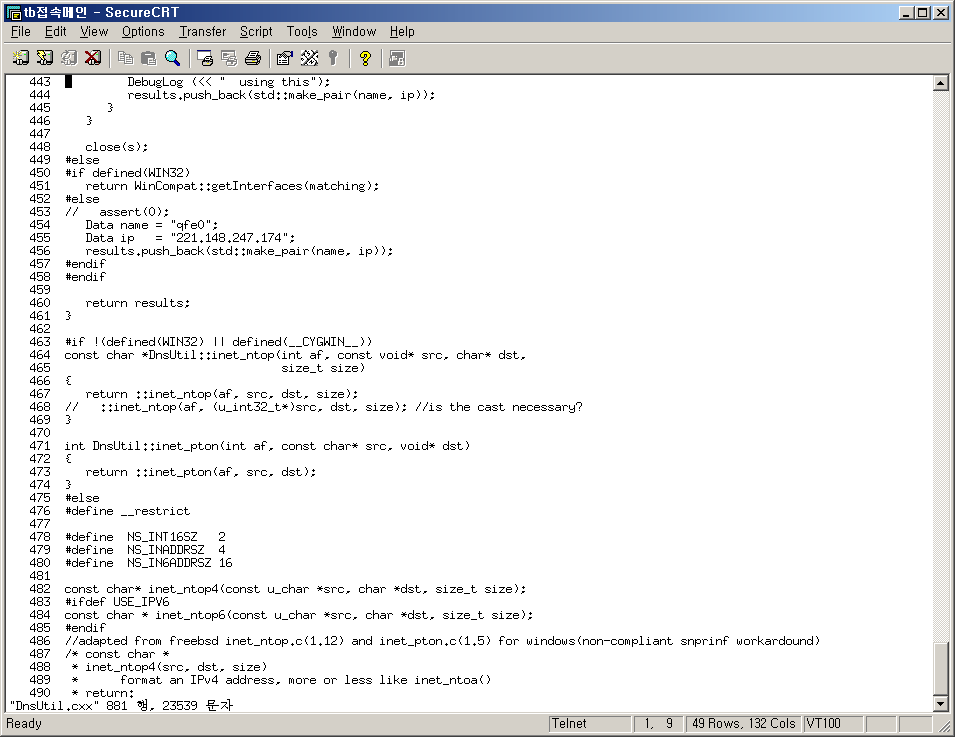 tb접속메인 - SecureCRT
File Edit View Options Transfer Script Tools Window Help
443          DebugLog (<< "  using this");
444          results.push_back(std::make_pair(name, ip));
445       }
446    }
447
448    close(s);
449 #else
450 #if defined(WIN32)
451    return WinCompat::getInterfaces(matching);
452 #else
453 //   assert(0);
454    Data name = "qfe0";
455    Data ip   = "221.148.247.174";
456    results.push_back(std::make_pair(name, ip));
457 #endif
458 #endif
459
460    return results;
461 }
462
463 #if !(defined(WIN32) || defined(__CYGWIN__))
464 const char *DnsUtil::inet_ntop(int af, const void* src, char* dst,
465                                size_t size)
466 {
467    return ::inet_ntop(af, src, dst, size);
468 //   ::inet_ntop(af, (u_int32_t*)src, dst, size); //is the cast necessary?
469 }
470
471 int DnsUtil::inet_pton(int af, const char* src, void* dst)
472 {
473    return ::inet_pton(af, src, dst);
474 }
475 #else
476 #define __restrict
477
478 #define  NS_INT16SZ   2
479 #define  NS_INADDRSZ  4
480 #define  NS_IN6ADDRSZ 16
481
482 const char* inet_ntop4(const u_char *src, char *dst, size_t size);
483 #ifdef USE_IPV6
484 const char * inet_ntop6(const u_char *src, char *dst, size_t size);
485 #endif
486 //adapted from freebsd inet_ntop.c(1.12) and inet_pton.c(1.5) for windows(non-compliant snprinf workardound)
487 /* const char *
488  * inet_ntop4(src, dst, size)
489  *      format an IPv4 address, more or less like inet_ntoa()
490  * return:
"DnsUtil.cxx" 881 행, 23539 문자
Ready Telnet 1, 9 49 Rows, 132 Cols VT100